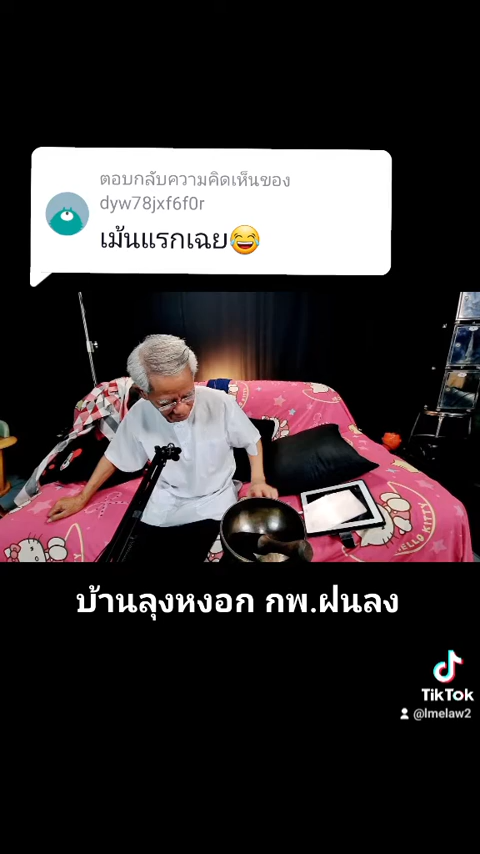 ตอบกลับความคิดเห็นของ
dyw78jxf6f0r
เม้นแรกเฉย😂
HELLO KITTY
บ้านลุงหงอก กพ.ฝนลง
TikTok
@lmelaw2